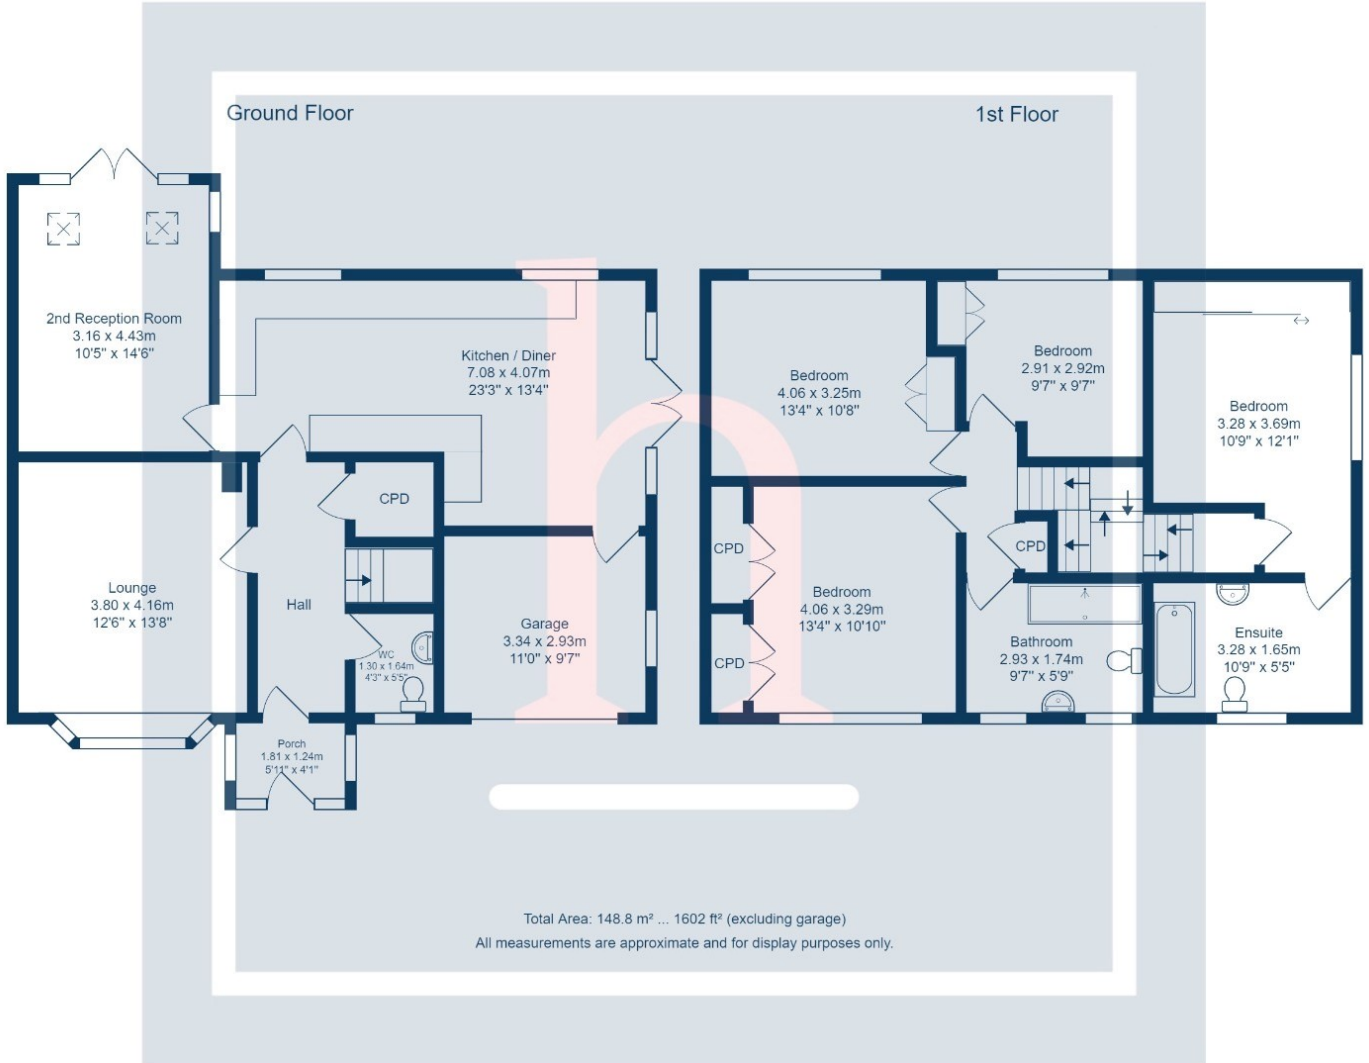 Ground Floor
1st Floor
2nd Reception Room
3.16 x 4.43m
10'5" x 14'6"
Kitchen / Diner
7.08 x 4.07m
23'3" x 13'4"
CPD
Lounge
3.80 x 4.16m
12'6" x 13'8"
Hall
WC
1.30 x 1.64m
4'3" x 5'5"
Garage
3.34 x 2.93m
11'0" x 9'7"
Porch
1.81 x 1.24m
5'11" x 4'1"
Bedroom
4.06 x 3.25m
13'4" x 10'8"
Bedroom
2.91 x 2.92m
9'7" x 9'7"
Bedroom
3.28 x 3.69m
10'9" x 12'1"
CPD
CPD
CPD
Bedroom
4.06 x 3.29m
13'4" x 10'10"
Bathroom
2.93 x 1.74m
9'7" x 5'9"
Ensuite
3.28 x 1.65m
10'9" x 5'5"
h
Total Area: 148.8 m² ... 1602 ft² (excluding garage)
All measurements are approximate and for display purposes only.